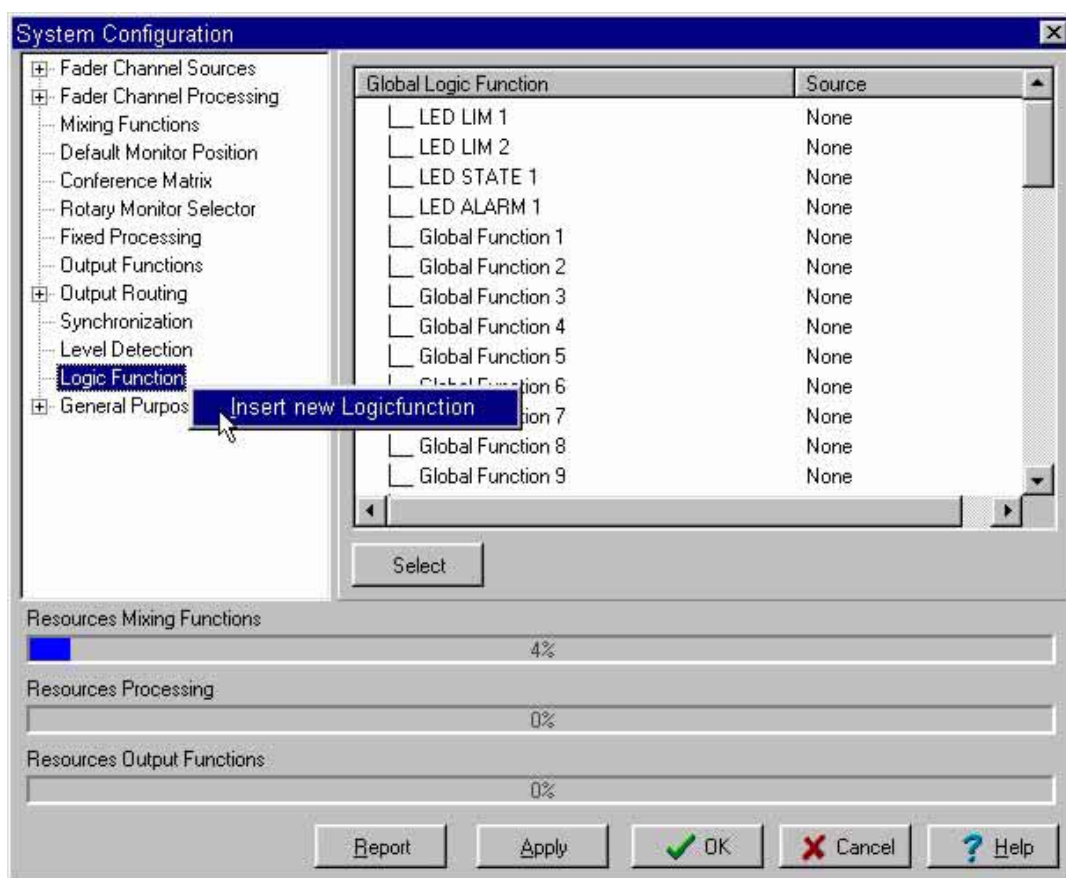 System Configuration
Fader Channel Sources
Fader Channel Processing
Mixing Functions
Default Monitor Position
Conference Matrix
Rotary Monitor Selector
Fixed Processing
Output Functions
Output Routing
Synchronization
Level Detection
Logic Function
General Purpos
Insert new Logicfunction
Global Logic Function Source
LED LIM 1 None
LED LIM 2 None
LED STATE 1 None
LED ALARM 1 None
Global Function 1 None
Global Function 2 None
Global Function 3 None
Global Function 4 None
Global Function 5 None
Global Function 6 None
tion 7 None
Global Function 8 None
Global Function 9 None
Select
Resources Mixing Functions
4%
Resources Processing
0%
Resources Output Functions
0%
Report Apply OK Cancel Help